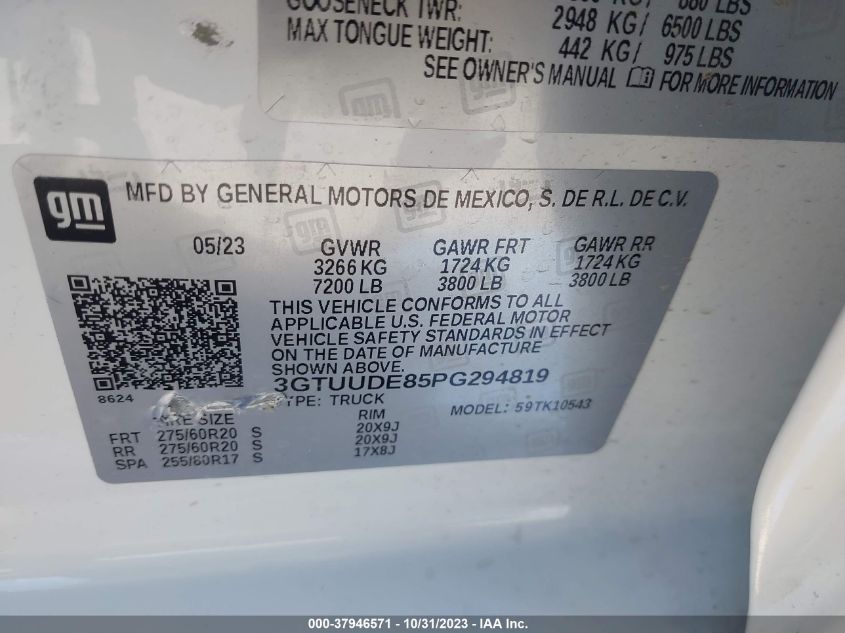 GOOSENECK TWR: 2948 KG/ 6500 LBS
MAX TONGUE WEIGHT: 442 KG/ 975 LBS
SEE OWNER'S MANUAL FOR MORE INFORMATION
gm
MFD BY GENERAL MOTORS DE MEXICO, S. DE R.L. DE C.V.
05/23 GVWR GAWR FRT GAWR RR
3266 KG 1724 KG 1724 KG
7200 LB 3800 LB 3800 LB
THIS VEHICLE CONFORMS TO ALL
APPLICABLE U.S. FEDERAL MOTOR
VEHICLE SAFETY STANDARDS IN EFFECT
ON THE DATE OF MANUFACTURE
SHOWN ABOVE.
8624 3GTUUDE85PG294819
TYPE: TRUCK MODEL: 59TK10543
SIZE RIM
FRT 275/60R20 S 20X9J
RR 275/60R20 S 20X9J
SPA 255/80R17 S 17X8J
000-37946571 - 10/31/2023 - IAA, Inc.